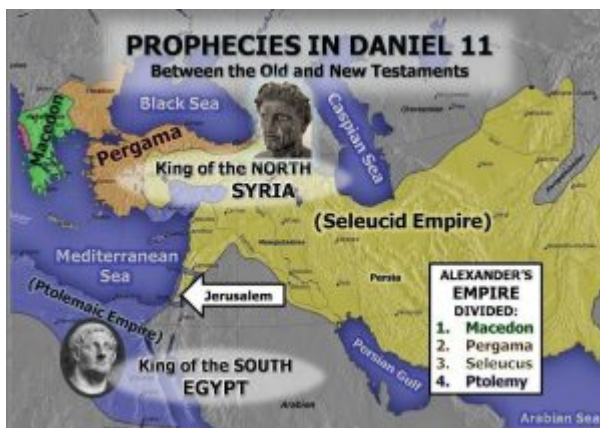 PROPHECIES IN DANIEL 11
Between the Old and New Testaments
Black Sea
Caspian Sea
Macedon
Pergama
King of the NORTH
SYRIA
(Seleucid Empire)
Mediterranean
Sea
(Ptolemaic Empire)
Jerusalem
Persia
Persian Gulf
King of the SOUTH
EGYPT
Arabian
ALEXANDER'S
EMPIRE
DIVIDED:
1. Macedon
2. Pergama
3. Seleucus
4. Ptolemy
Arabian Sea